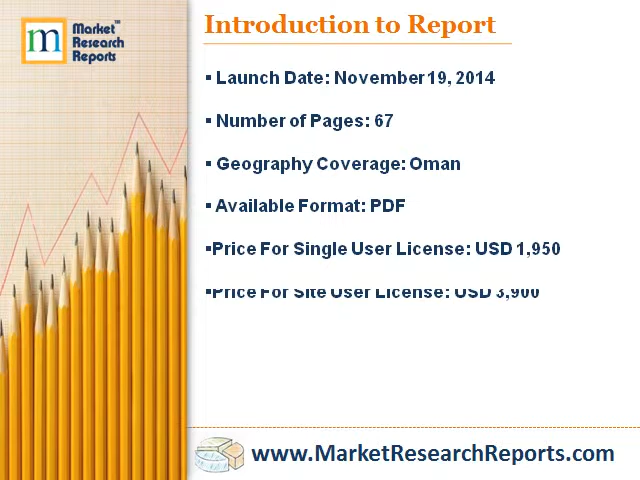 Market
Research
Reports
TM
m
Introduction to Report
▪ Launch Date: November 19, 2014
▪ Number of Pages: 67
▪ Geography Coverage: Oman
▪ Available Format: PDF
▪Price For Single User License: USD 1,950
▪Price For Site User License: USD 3,900
www.MarketResearchReports.com